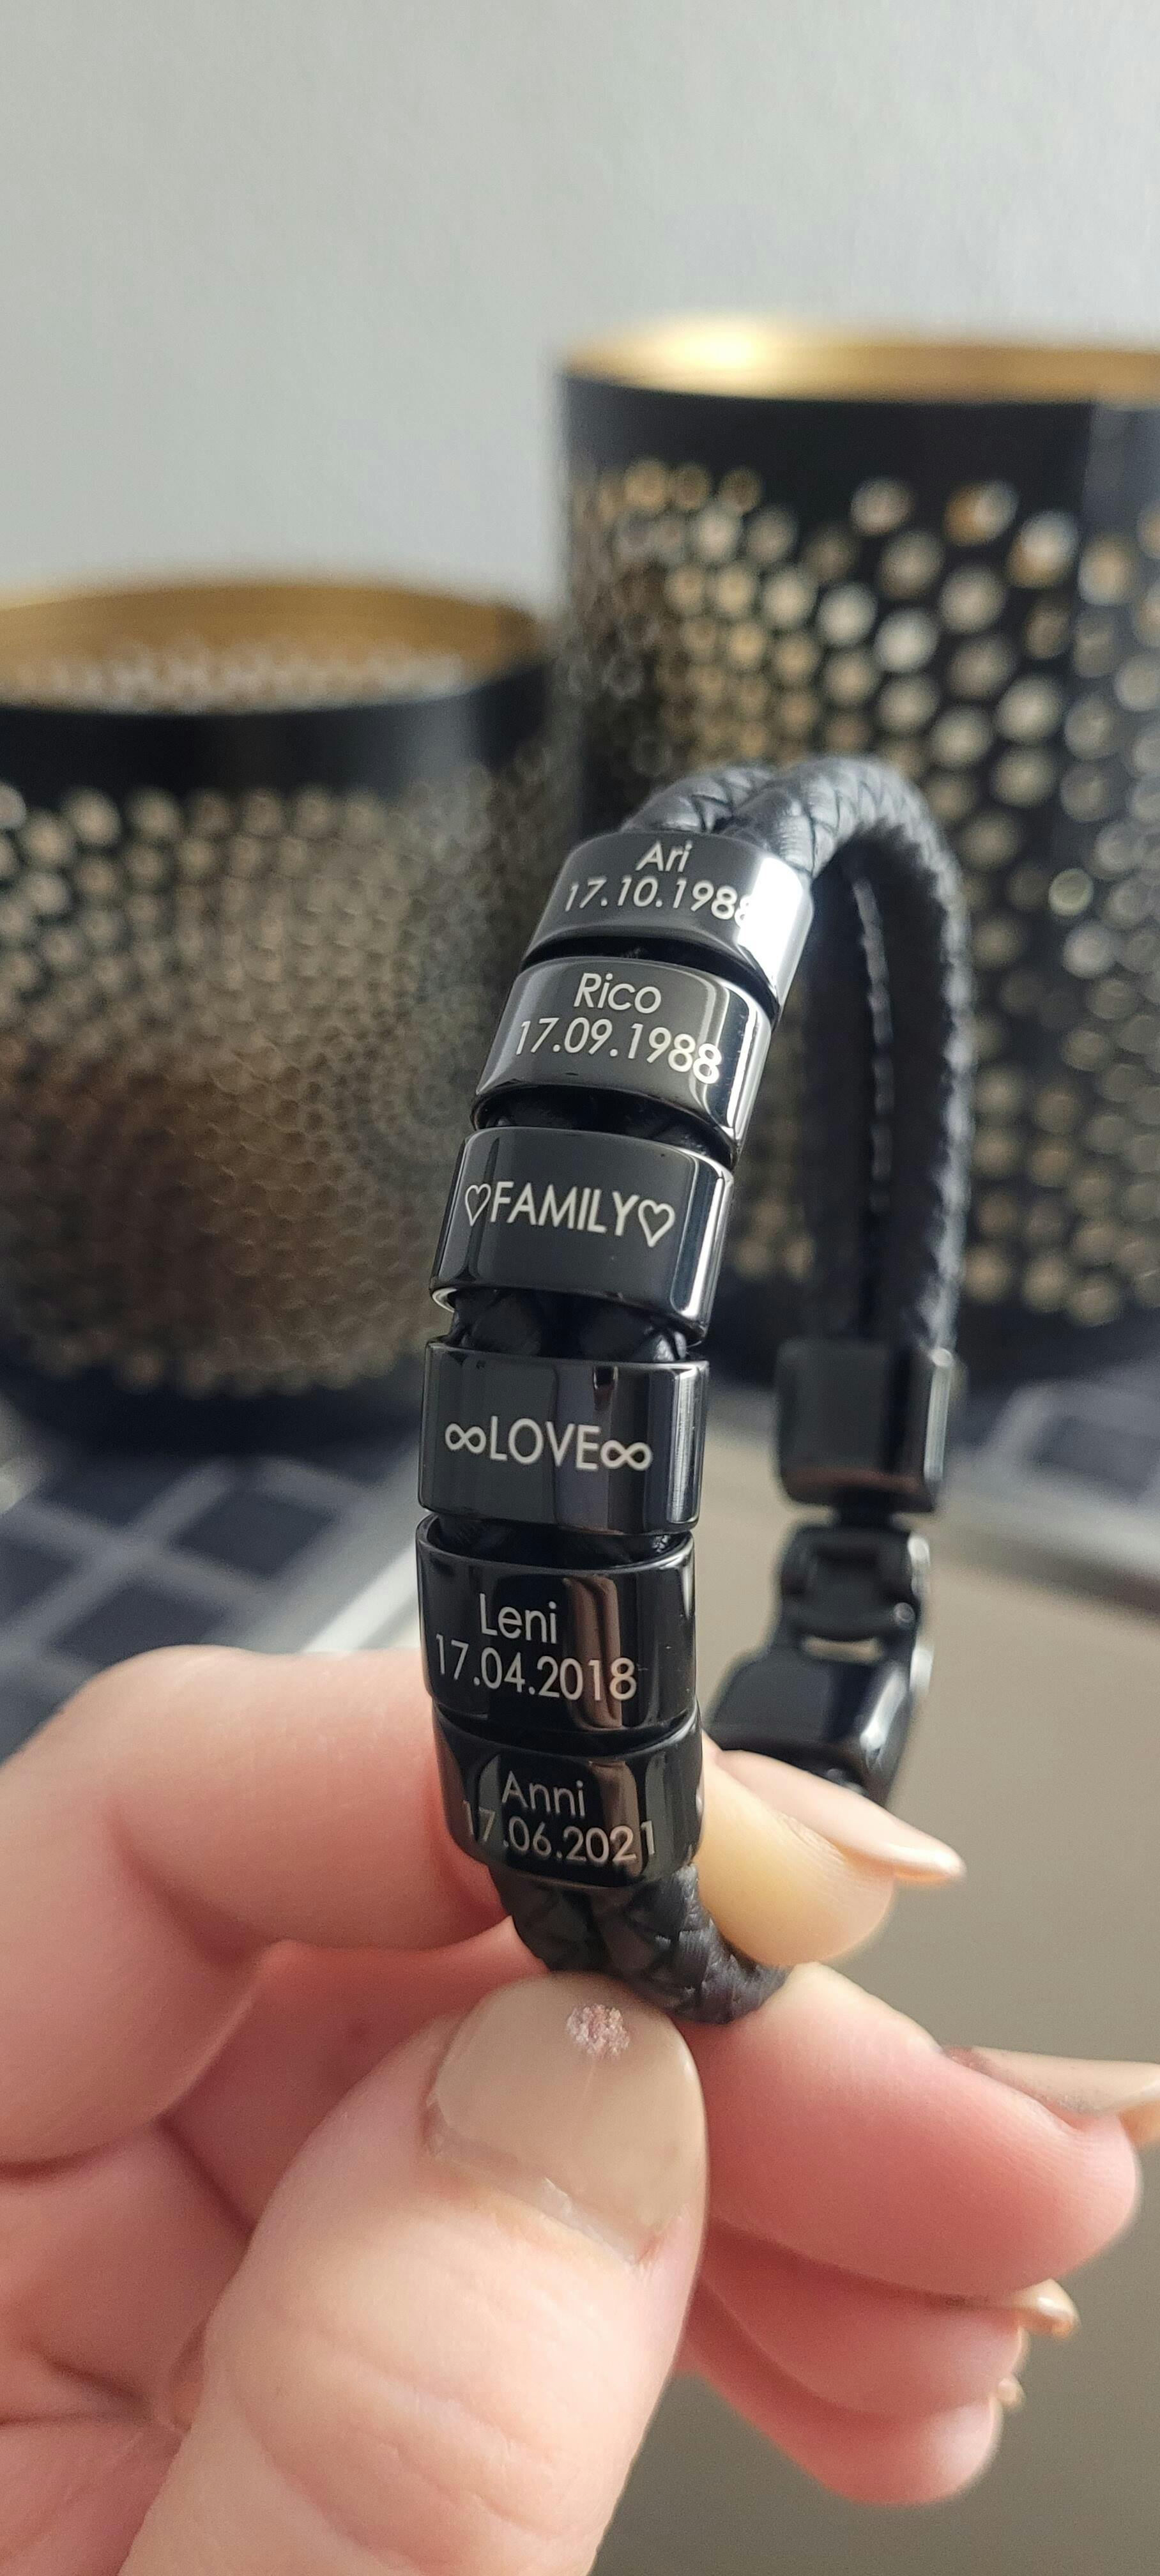 Ari
17.10.1988
Rico
17.09.1988
♡FAMILY♡
∞LOVE∞
Leni
17.04.2018
Anni
17.06.2021